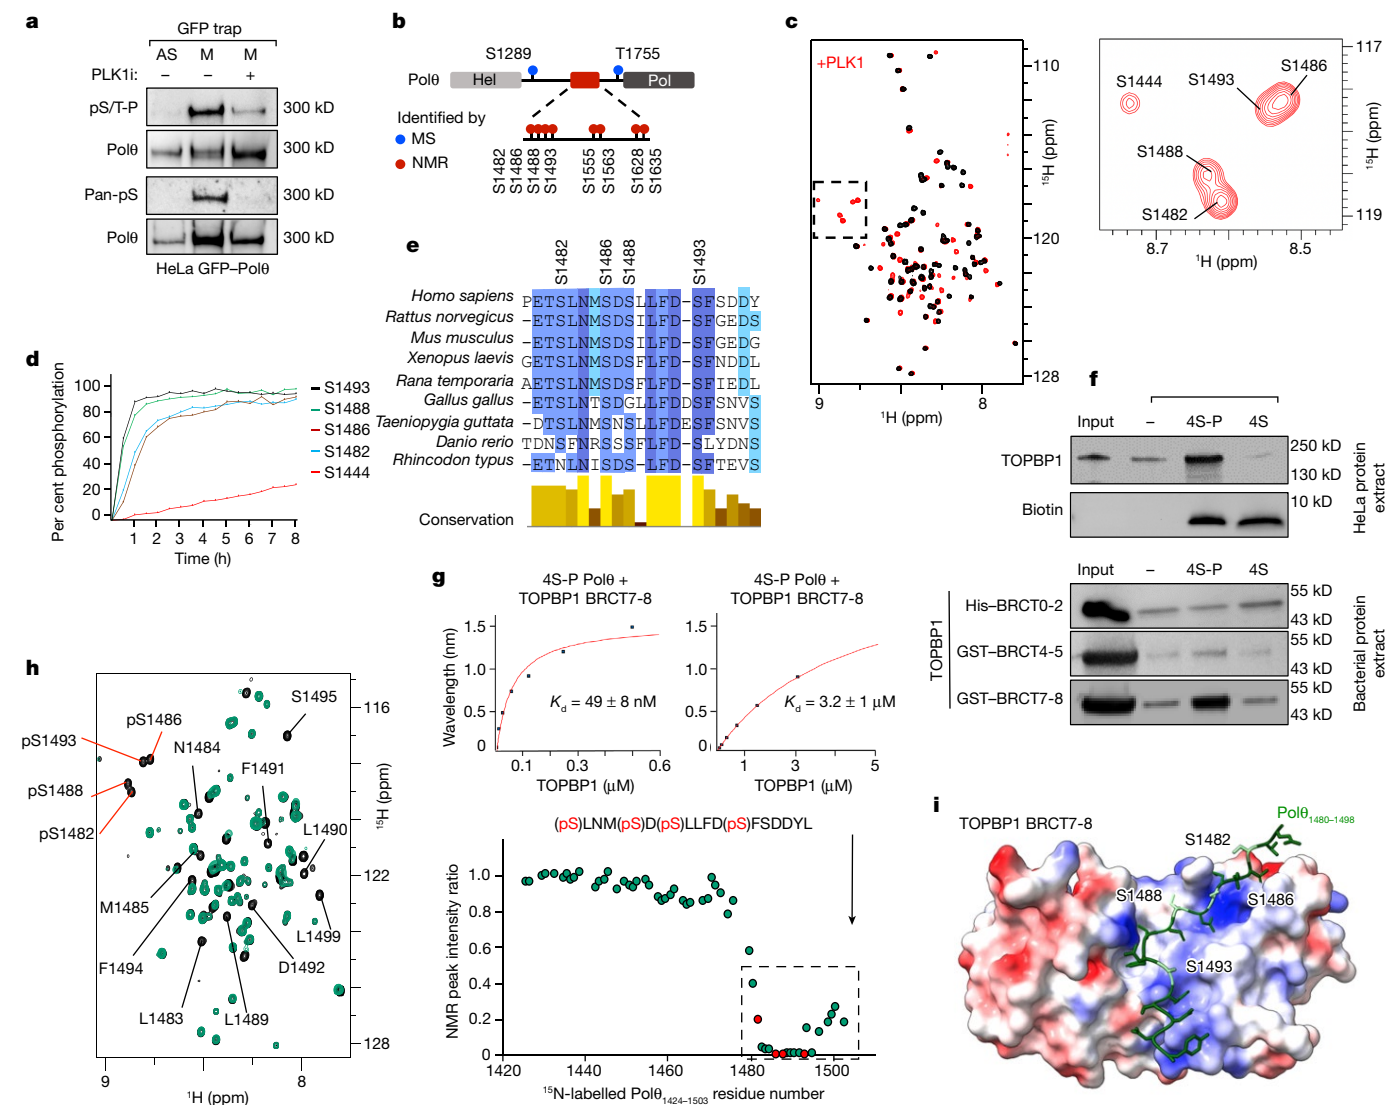 a
GFP trap
AS M M
PLK1i: – – +
pS/T-P 300 kD
Polθ 300 kD
Pan-pS 300 kD
Polθ 300 kD
HeLa GFP–Polθ
b
S1289 T1755
Polθ Hel Pol
Identified by
MS
NMR
S1482
S1486
S1488
S1493
S1555
S1563
S1628
S1635
c
+PLK1
110
120
128
¹⁵H (ppm)
9 8
¹H (ppm)
S1444
S1493
S1486
S1488
S1482
117
119
¹⁵H (ppm)
8.7 8.5
¹H (ppm)
d
Per cent phosphorylation
100
80
60
40
20
0
1 2 3 4 5 6 7 8
Time (h)
S1493
S1488
S1486
S1482
S1444
e
S1482
S1486
S1488
S1493
Homo sapiens PETSLNMSDSLLFD-SFSDDY
Rattus norvegicus -ETSLNMSDSILFD-SFGEDS
Mus musculus -ETSLNMSDSILFD-SFGEDG
Xenopus laevis GETSLNMSDSFLFD-SFNDDL
Rana temporaria AETSLNMSDSFLFD-SFIEDL
Gallus gallus -ETSLNTSDGLLFDDSFSNVS
Taeniopygia guttata -DTSLNMSNSLLFDESFSNVS
Danio rerio TDNSFNRSSSFLFD-SLYDNS
Rhincodon typus -ETNLNISDS-LFD-SFTEVS
Conservation
f
Input – 4S-P 4S
TOPBP1
250 kD
130 kD
Biotin
10 kD
HeLa protein extract
Input – 4S-P 4S
TOPBP1
His–BRCT0-2
55 kD
43 kD
GST–BRCT4-5
55 kD
43 kD
GST–BRCT7-8
55 kD
43 kD
Bacterial protein extract
g
4S-P Polθ +
TOPBP1 BRCT7-8
Wavelength (nm)
1.5
1.0
0.5
0
K_d = 49 ± 8 nM
0.1 0.3 0.6
TOPBP1 (μM)
4S-P Polθ +
TOPBP1 BRCT7-8
1.5
1.0
0.5
0
K_d = 3.2 ± 1 μM
1 3 5
TOPBP1 (μM)
h
pS1493
pS1486
pS1488
pS1482
S1495
N1484
F1491
L1490
M1485
L1499
F1494
D1492
L1483
L1489
116
122
128
¹⁵H (ppm)
9 8
¹H (ppm)
(pS)LNM(pS)D(pS)LLFD(pS)FSDDYL
NMR peak intensity ratio
1.0
0.8
0.6
0.4
0.2
0
1420 1440 1424 1480 1500
¹⁵N-labelled Polθ₁₄₂₄₋₁₅₀₃ residue number
i
TOPBP1 BRCT7-8
Polθ₁₄₈₀₋₁₄₉₈
S1482
S1488
S1486
S1493